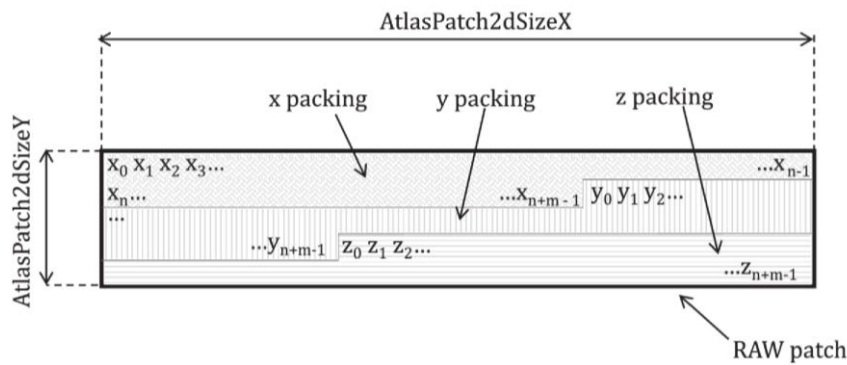 AtlasPatch2dSizeX
x packing
y packing
z packing
AtlasPatch2dSizeY
x₀ x₁ x₂ x₃... ...xₙ₋₁
xₙ... ...xₙ₊ₘ₋₁ y₀ y₁ y₂...
...
...yₙ₊ₘ₋₁ z₀ z₁ z₂...
...zₙ₊ₘ₋₁
RAW patch